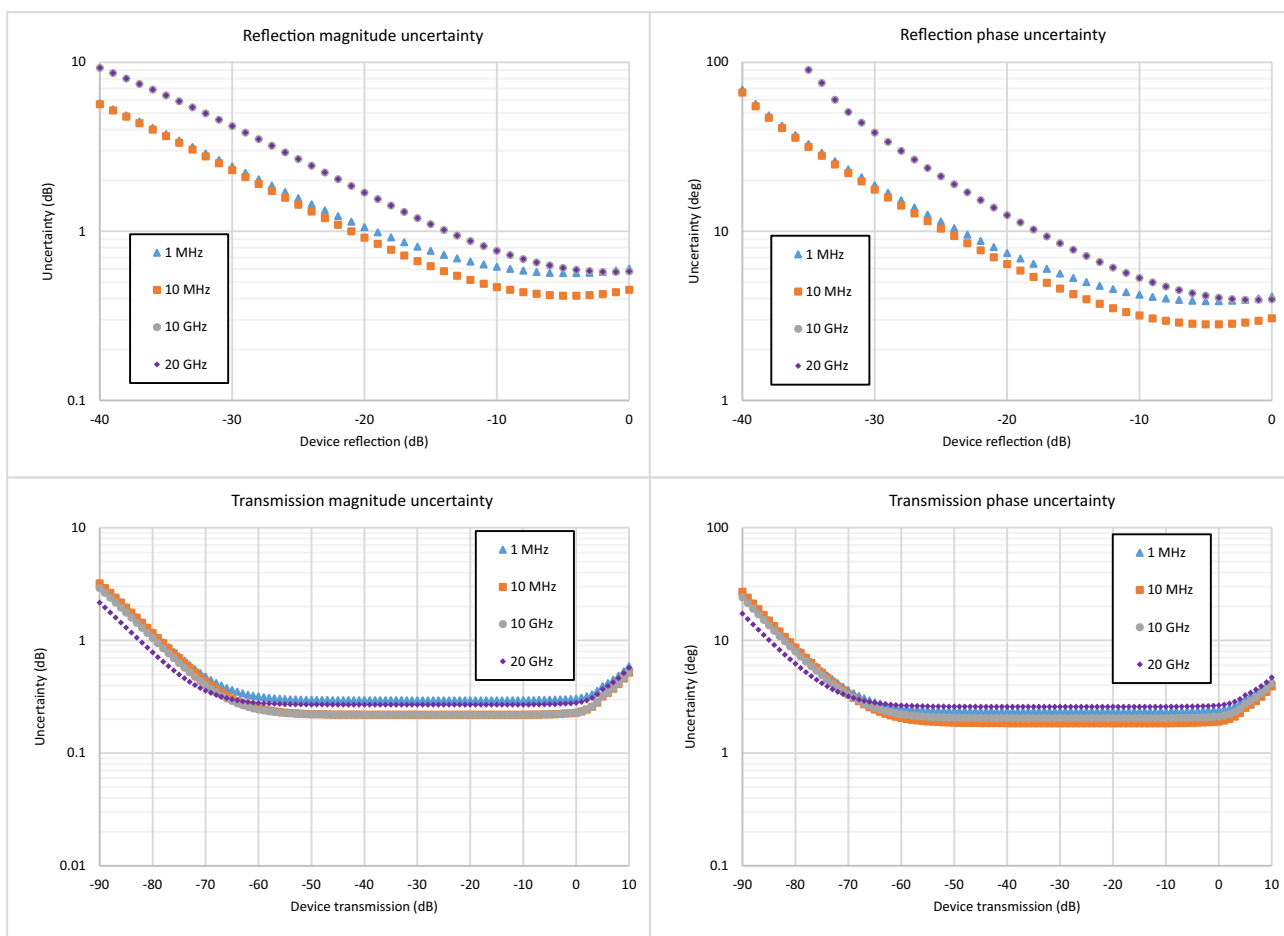 Reflection magnitude uncertainty
10
1
0.1
Uncertainty (dB)
1 MHz
10 MHz
10 GHz
20 GHz
-40 -30 -20 -10 0
Device reflection (dB)
Reflection phase uncertainty
100
10
1
Uncertainty (deg)
1 MHz
10 MHz
10 GHz
20 GHz
-40 -30 -20 -10 0
Device reflection (dB)
Transmission magnitude uncertainty
10
1
0.1
0.01
Uncertainty (dB)
1 MHz
10 MHz
10 GHz
20 GHz
-90 -80 -70 -60 -50 -40 -30 -20 -10 0 10
Device transmission (dB)
Transmission phase uncertainty
100
10
1
0.1
Uncertainty (deg)
1 MHz
10 MHz
10 GHz
20 GHz
-90 -80 -70 -60 -50 -40 -30 -20 -10 0 10
Device transmission (dB)